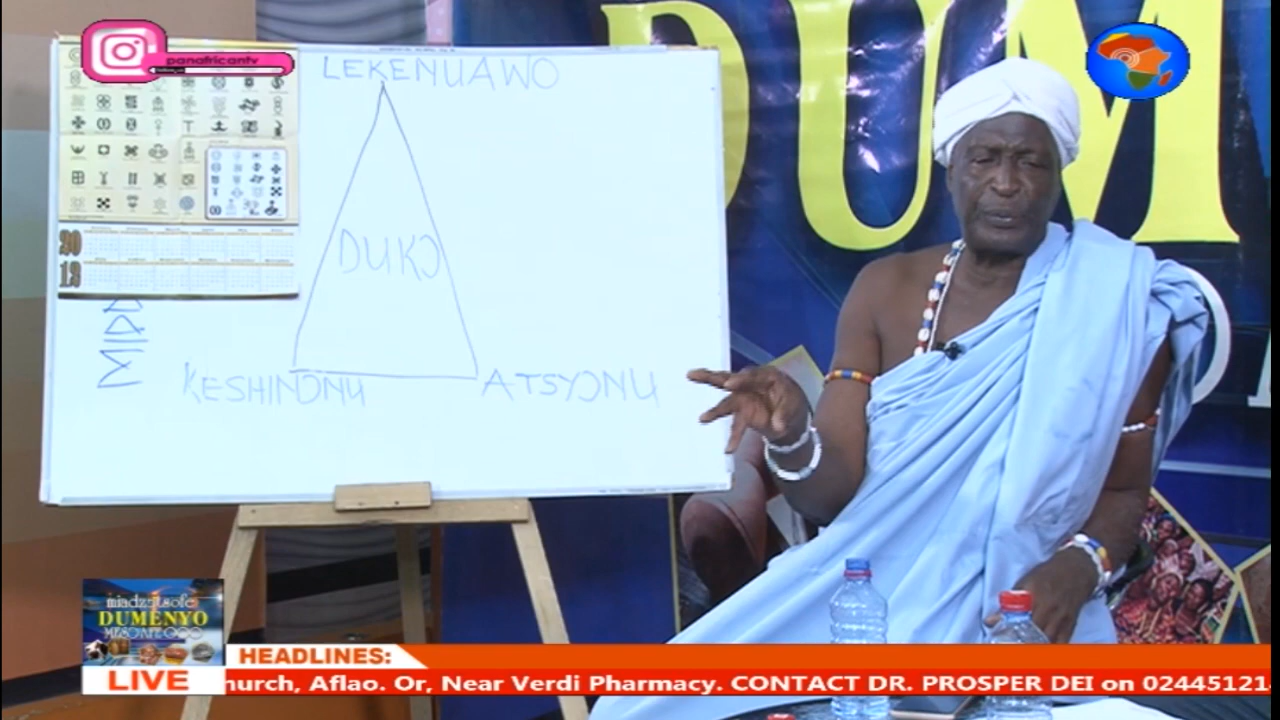 DUM
panafricantv
LEKENUAWO
DUKƆ
2013
MIDD
KESHINƆNU
ATSYƆNU
DUMENYO
HEADLINES:
LIVE
hurch, Aflao. Or, Near Verdi Pharmacy. CONTACT DR. PROSPER DEI on 02445121